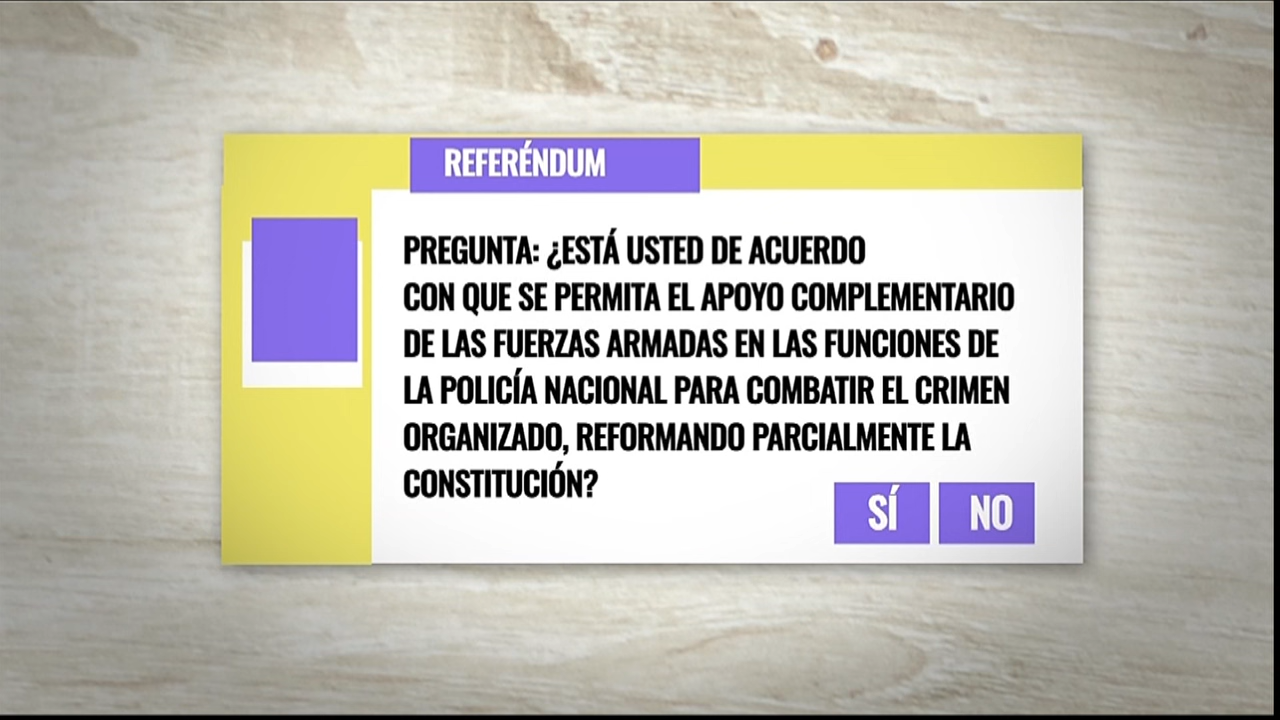 REFERÉNDUM
PREGUNTA: ¿ESTÁ USTED DE ACUERDO
CON QUE SE PERMITA EL APOYO COMPLEMENTARIO
DE LAS FUERZAS ARMADAS EN LAS FUNCIONES DE
LA POLICÍA NACIONAL PARA COMBATIR EL CRIMEN
ORGANIZADO, REFORMANDO PARCIALMENTE LA
CONSTITUCIÓN?
SÍ NO